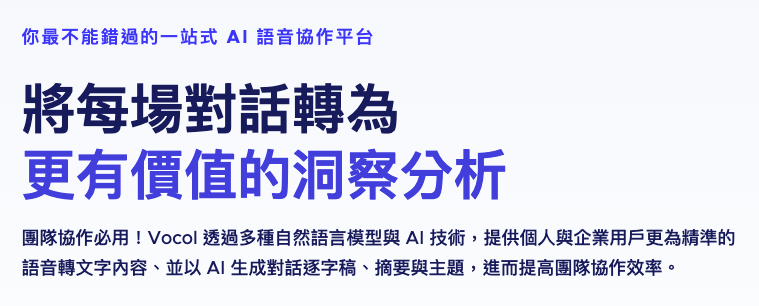 你最不能錯過的一站式 AI 語音協作平台
將每場對話轉為
更有價值的洞察分析
團隊協作必用！Vocol 透過多種自然語言模型與 AI 技術，提供個人與企業用戶更為精準的
語音轉文字內容、並以 AI 生成對話逐字稿、摘要與主題，進而提高團隊協作效率。